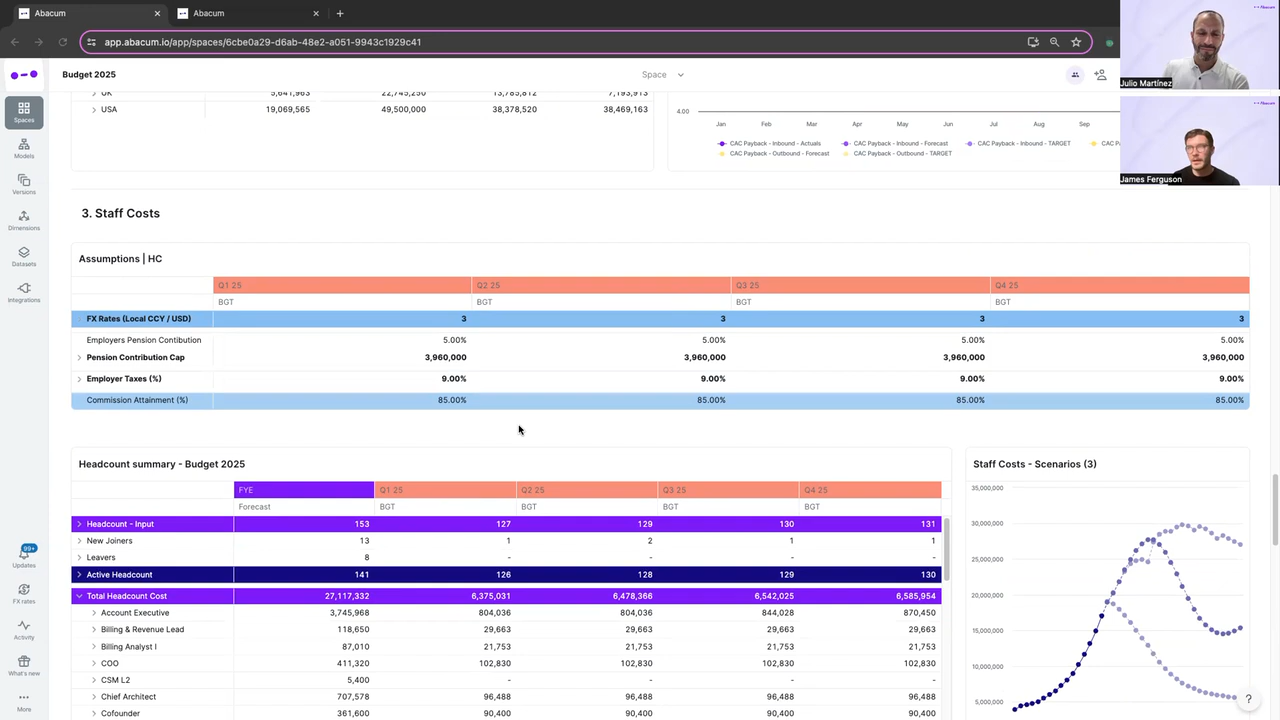 Abacum
Abacum
app.abacum.io/app/spaces/6cbe0a29-d6ab-48e2-a051-9943c1929c41
Abacum
Julio Martínez
Abacum
James Ferguson
Budget 2025
Space
Spaces
Models
Versions
Dimensions
Datasets
Integrations
99+
Updates
FX rates
Activity
What's new
More
UK 5,641,963 22,745,250 13,785,812 7,193,913
USA 19,069,565 49,500,000 38,378,520 38,469,163
4.00
Jan Feb Mar Apr May Jun Jul Aug Sep
CAC Payback - Inbound - Actuals CAC Payback - Inbound - Forecast CAC Payback - Inbound - TARGET CAC P
CAC Payback - Outbound - Forecast CAC Payback - Outbound - TARGET
3. Staff Costs
Assumptions | HC
Q1 25 Q2 25 Q3 25 Q4 25
BGT BGT BGT BGT
FX Rates (Local CCY / USD) 3 3 3 3
Employers Pension Contibution 5.00% 5.00% 5.00% 5.00%
Pension Contribution Cap 3,960,000 3,960,000 3,960,000 3,960,000
Employer Taxes (%) 9.00% 9.00% 9.00% 9.00%
Commission Attainment (%) 85.00% 85.00% 85.00% 85.00%
Headcount summary - Budget 2025
FYE Q1 25 Q2 25 Q3 25 Q4 25
Forecast BGT BGT BGT BGT
Headcount - Input 153 127 129 130 131
New Joiners 13 1 2 1 1
Leavers 8 - - - -
Active Headcount 141 126 128 129 130
Total Headcount Cost 27,117,332 6,375,031 6,478,366 6,542,025 6,585,954
Account Executive 3,745,968 804,036 804,036 844,028 870,450
Billing & Revenue Lead 118,650 29,663 29,663 29,663 29,663
Billing Analyst I 87,010 21,753 21,753 21,753 21,753
COO 411,320 102,830 102,830 102,830 102,830
CSM L2 5,400 - - - -
Chief Architect 707,578 96,488 96,488 96,488 96,488
Cofounder 361,600 90,400 90,400 90,400 90,400
Staff Costs - Scenarios (3)
35,000,000
30,000,000
25,000,000
20,000,000
15,000,000
10,000,000
5,000,000
?